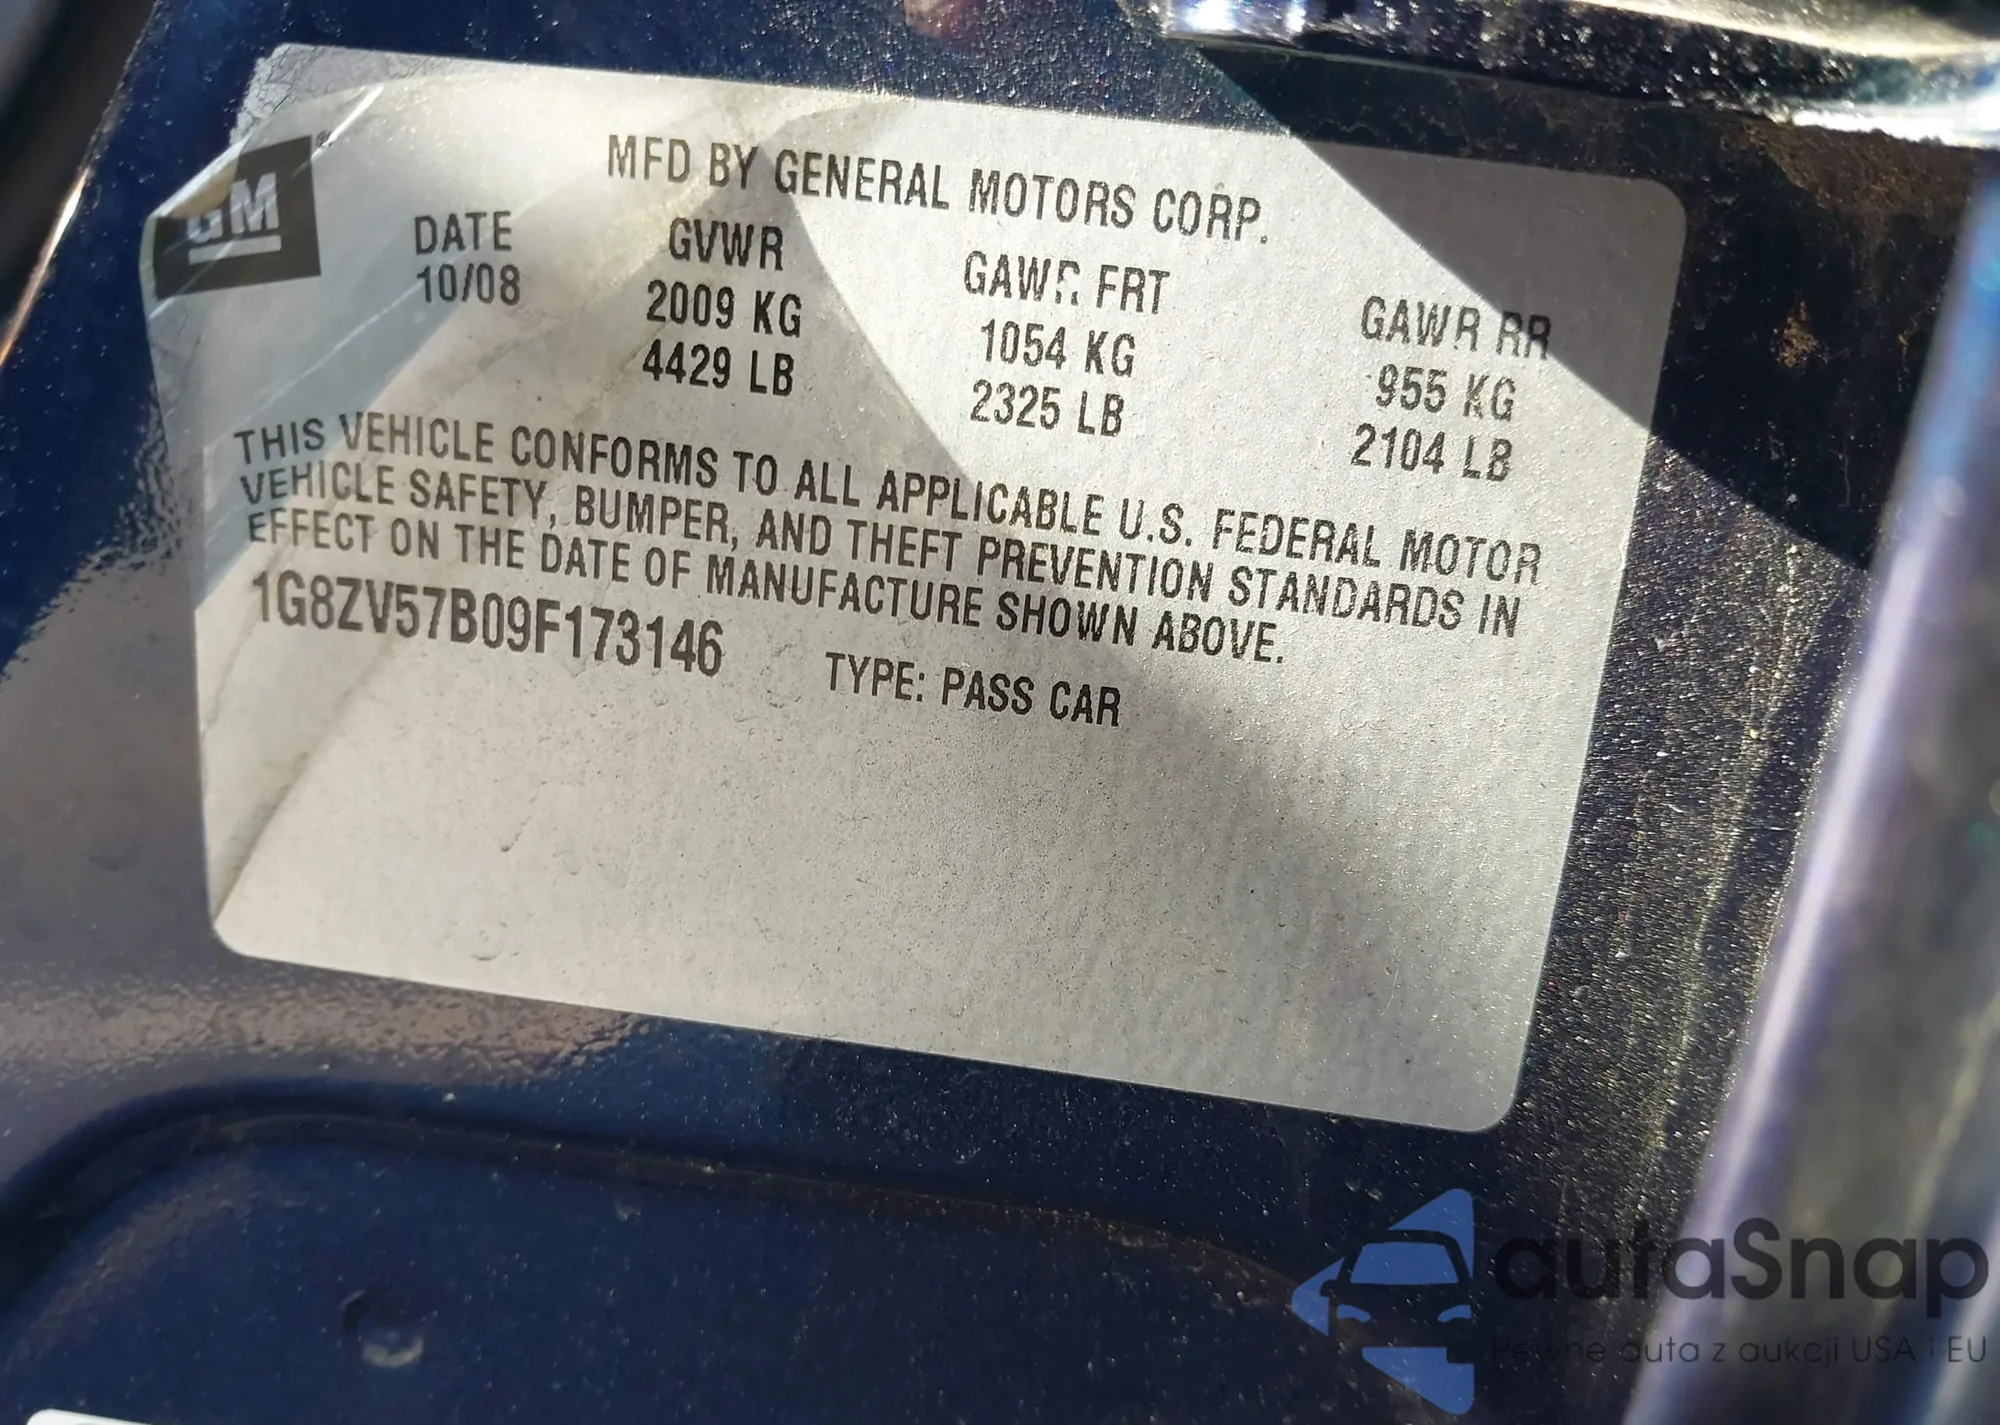 GM
MFD BY GENERAL MOTORS CORP.
DATE GVWR GAWR FRT GAWR RR
10/08 2009 KG 1054 KG 955 KG
4429 LB 2325 LB 2104 LB
THIS VEHICLE CONFORMS TO ALL APPLICABLE U.S. FEDERAL MOTOR
VEHICLE SAFETY, BUMPER, AND THEFT PREVENTION STANDARDS IN
EFFECT ON THE DATE OF MANUFACTURE SHOWN ABOVE.
1G8ZV57B09F173146 TYPE: PASS CAR
autaSnap
Pewne auta z aukcji USA i EU